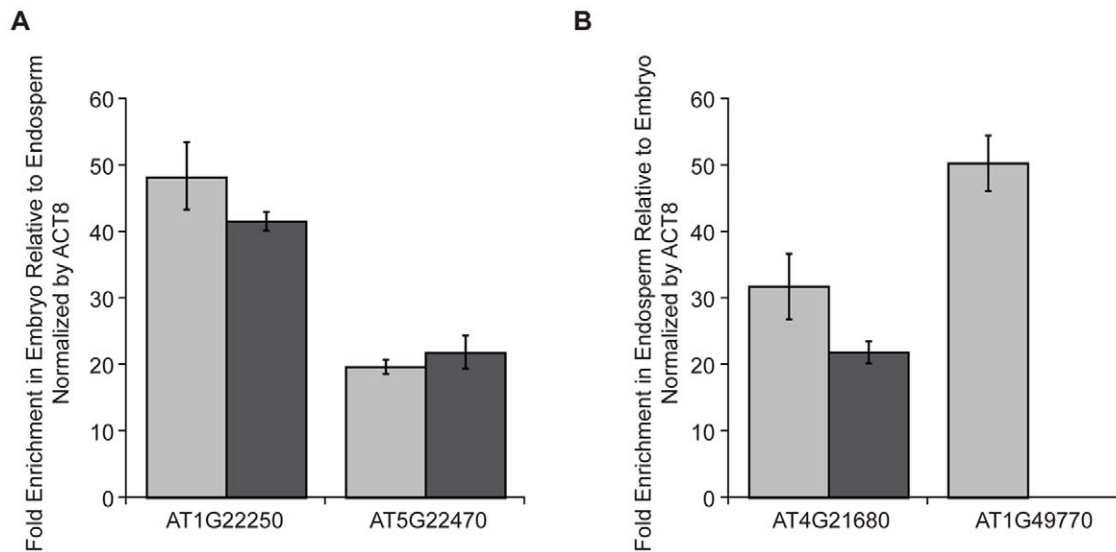 A
Fold Enrichment in Embryo Relative to Endosperm
Normalized by ACT8
60
50
40
30
20
10
0
AT1G22250
AT5G22470
B
Fold Enrichment in Endosperm Relative to Embryo
Normalized by ACT8
60
50
40
30
20
10
0
AT4G21680
AT1G49770